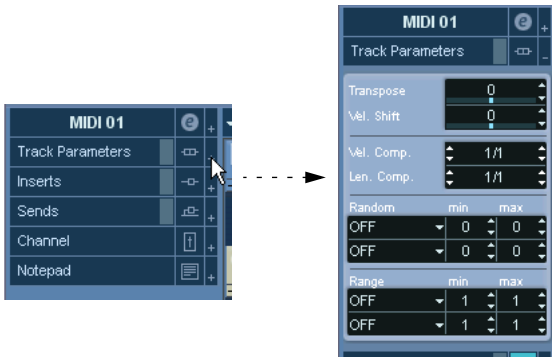 MIDI 01
Track Parameters
Inserts
Sends
Channel
Notepad
MIDI 01
Track Parameters
Transpose 0
Vel. Shift 0
Vel. Comp. 1/1
Len. Comp. 1/1
Random min max
OFF 0 0
OFF 0 0
Range min max
OFF 1 1
OFF 1 1